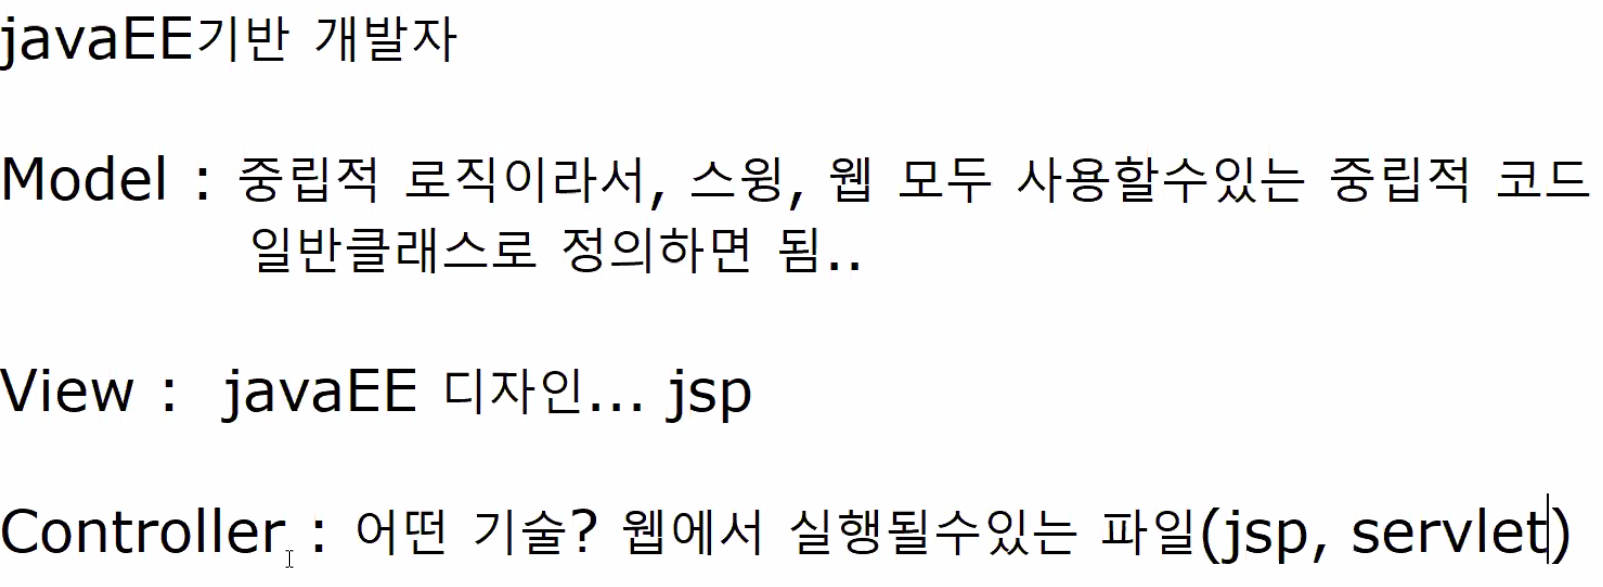 javaEE기반 개발자
Model : 중립적 로직이라서, 스윙, 웹 모두 사용할수있는 중립적 코드
일반클래스로 정의하면 됨..
View : javaEE 디자인... jsp
Controller : 어떤 기술? 웹에서 실행될수있는 파일(jsp, servlet)